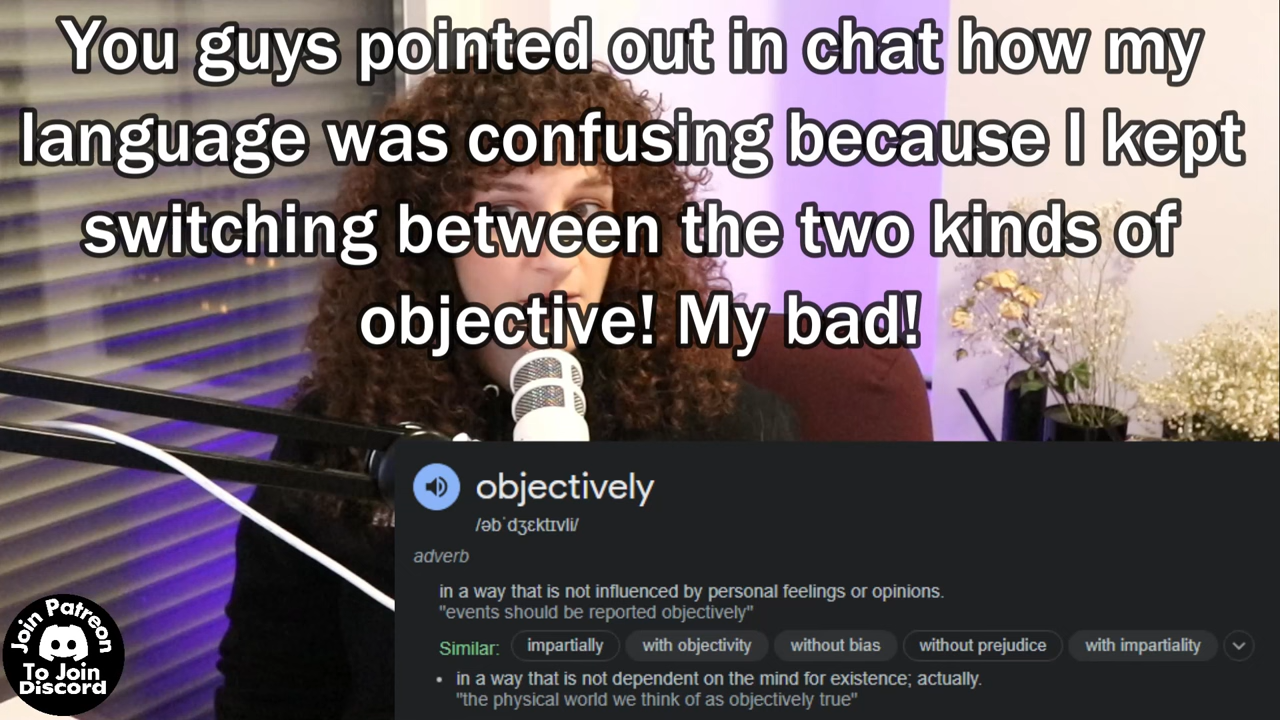 You guys pointed out in chat how my
language was confusing because I kept
switching between the two kinds of
objective! My bad!
objectively
/əbˈdʒɛktɪvli/
adverb
in a way that is not influenced by personal feelings or opinions.
"events should be reported objectively"
Similar: impartially with objectivity without bias without prejudice with impartiality
• in a way that is not dependent on the mind for existence; actually.
"the physical world we think of as objectively true"
Join Patreon
To Join
Discord